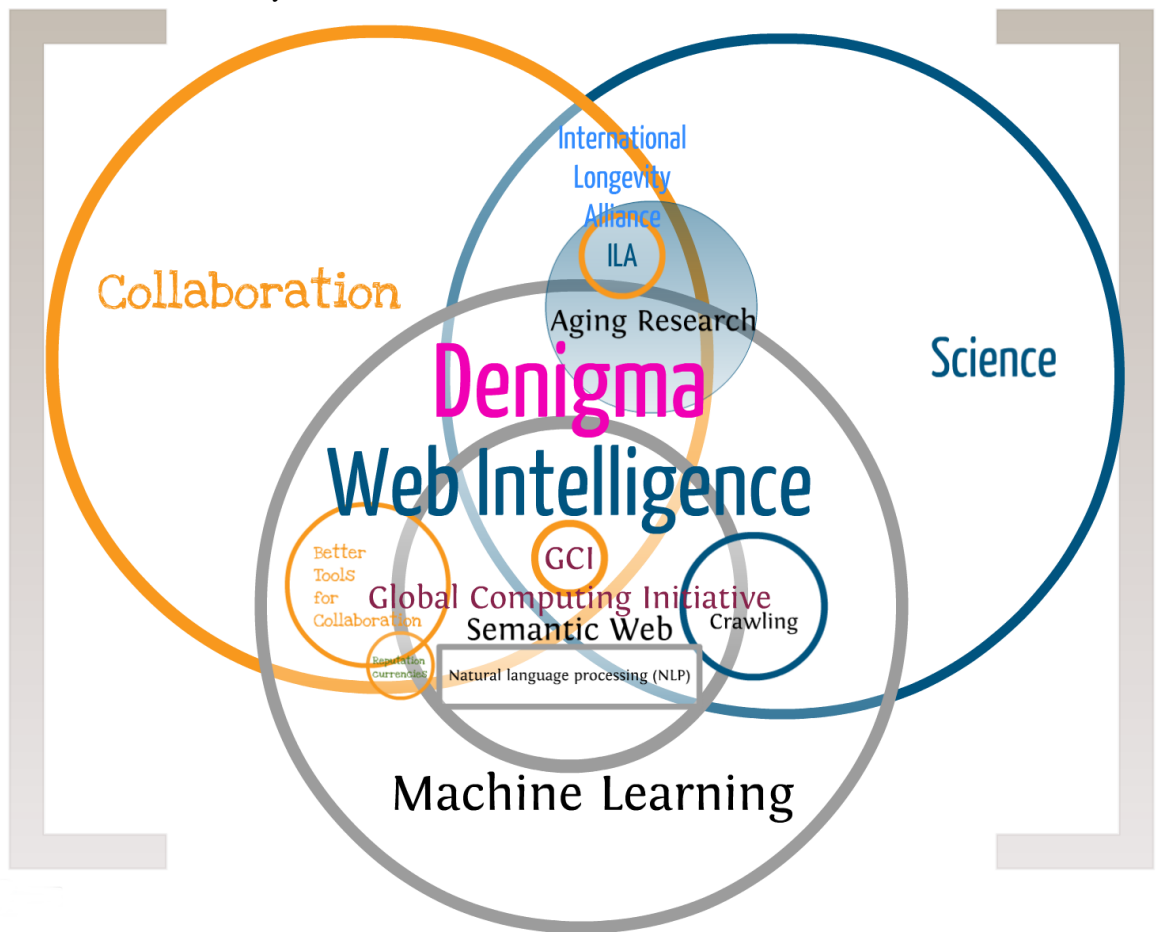 International
Longevity
Alliance
ILA
Collaboration
Aging Research
Science
Denigma
Web Intelligence
Better
Tools
for
Collaboration
GCI
Global Computing Initiative
Semantic Web
Crawling
Reputation
currencies
Natural language processing (NLP)
Machine Learning